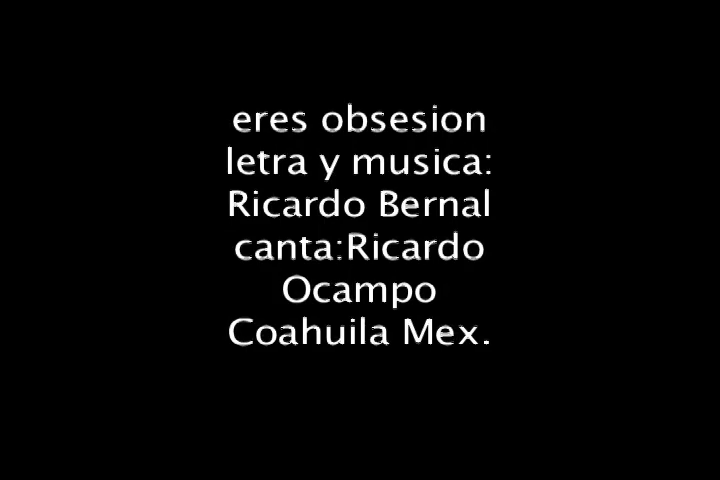 eres obsesion
letra y musica:
Ricardo Bernal
canta:Ricardo
Ocampo
Coahuila Mex.